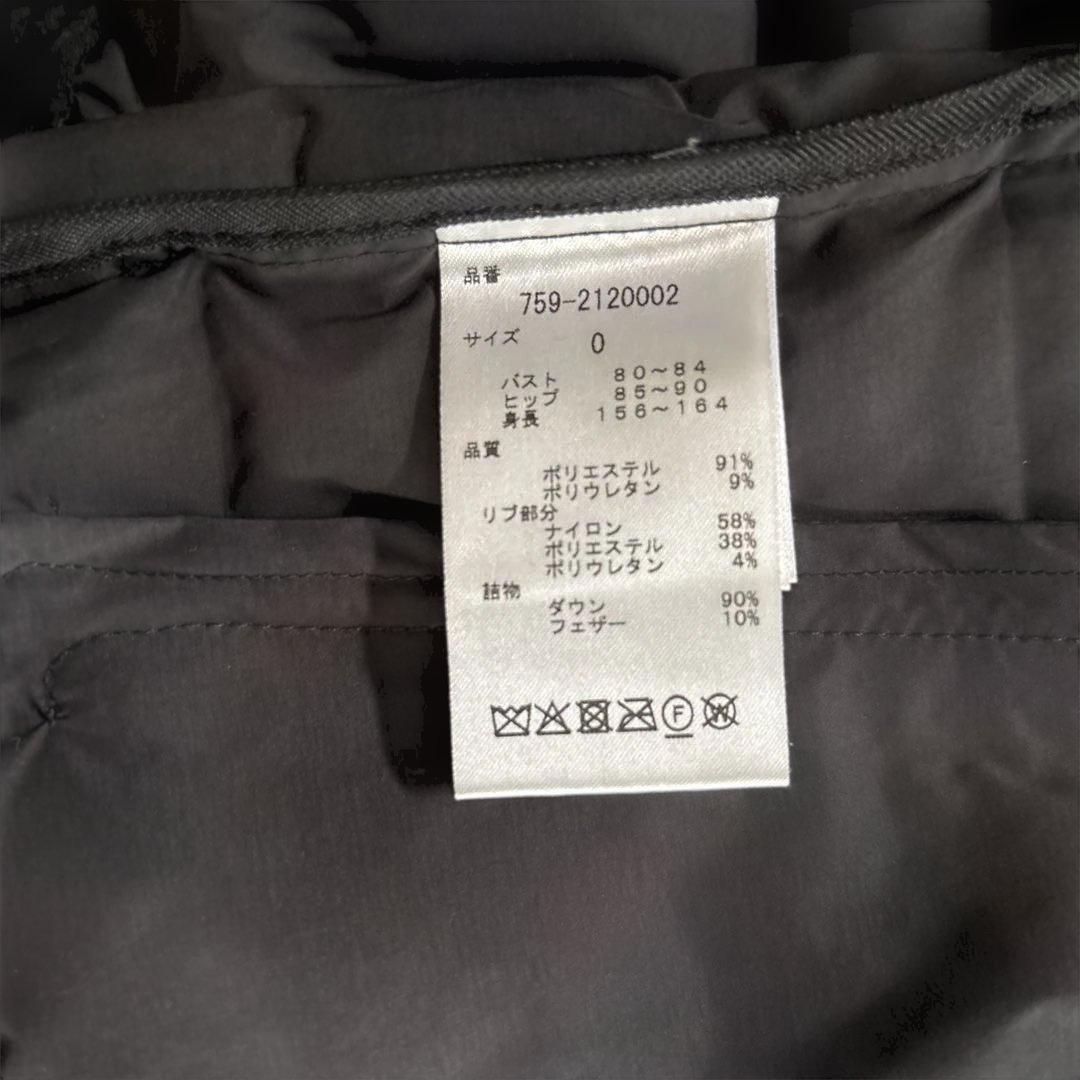 品番
759-2120002
サイズ 0
バスト 80～84
ヒップ 85～90
身長 156～164
品質
ポリエステル 91%
ポリウレタン 9%
リブ部分
ナイロン 58%
ポリエステル 38%
ポリウレタン 4%
詰物
ダウン 90%
フェザー 10%
F W